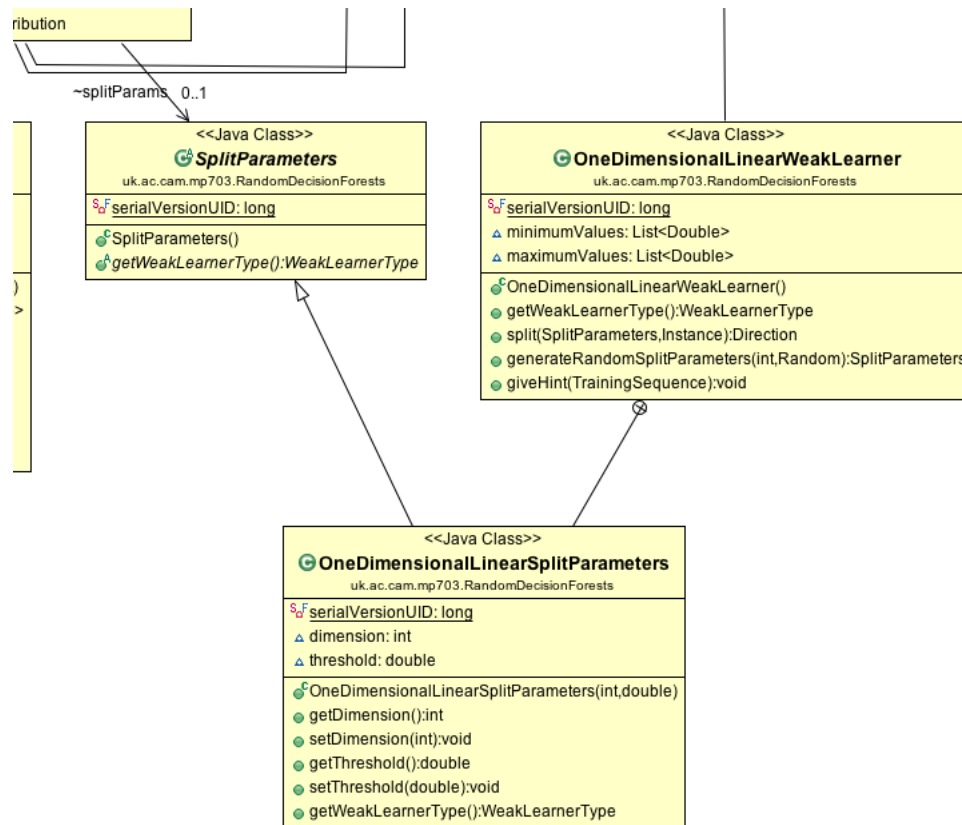 ribution
~splitParams 0..1
<<Java Class>>
SplitParameters
uk.ac.cam.mp703.RandomDecisionForests
serialVersionUID: long
SplitParameters()
getWeakLearnerType():WeakLearnerType
)
>
<<Java Class>>
OneDimensionalLinearWeakLearner
uk.ac.cam.mp703.RandomDecisionForests
serialVersionUID: long
minimumValues: List<Double>
maximumValues: List<Double>
OneDimensionalLinearWeakLearner()
getWeakLearnerType():WeakLearnerType
split(SplitParameters,Instance):Direction
generateRandomSplitParameters(int,Random):SplitParameters
giveHint(TrainingSequence):void
<<Java Class>>
OneDimensionalLinearSplitParameters
uk.ac.cam.mp703.RandomDecisionForests
serialVersionUID: long
dimension: int
threshold: double
OneDimensionalLinearSplitParameters(int,double)
getDimension():int
setDimension(int):void
getThreshold():double
setThreshold(double):void
getWeakLearnerType():WeakLearnerType